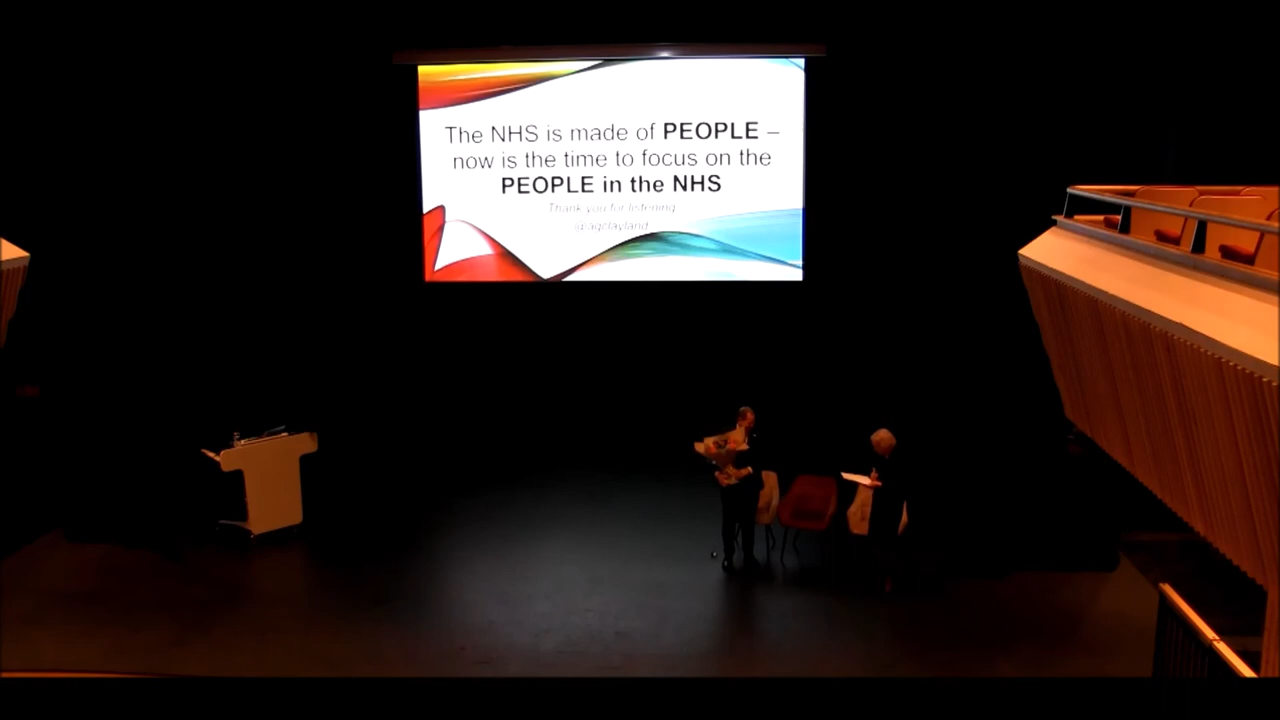 The NHS is made of PEOPLE –
now is the time to focus on the
PEOPLE in the NHS
Thank you for listening
@agclayland